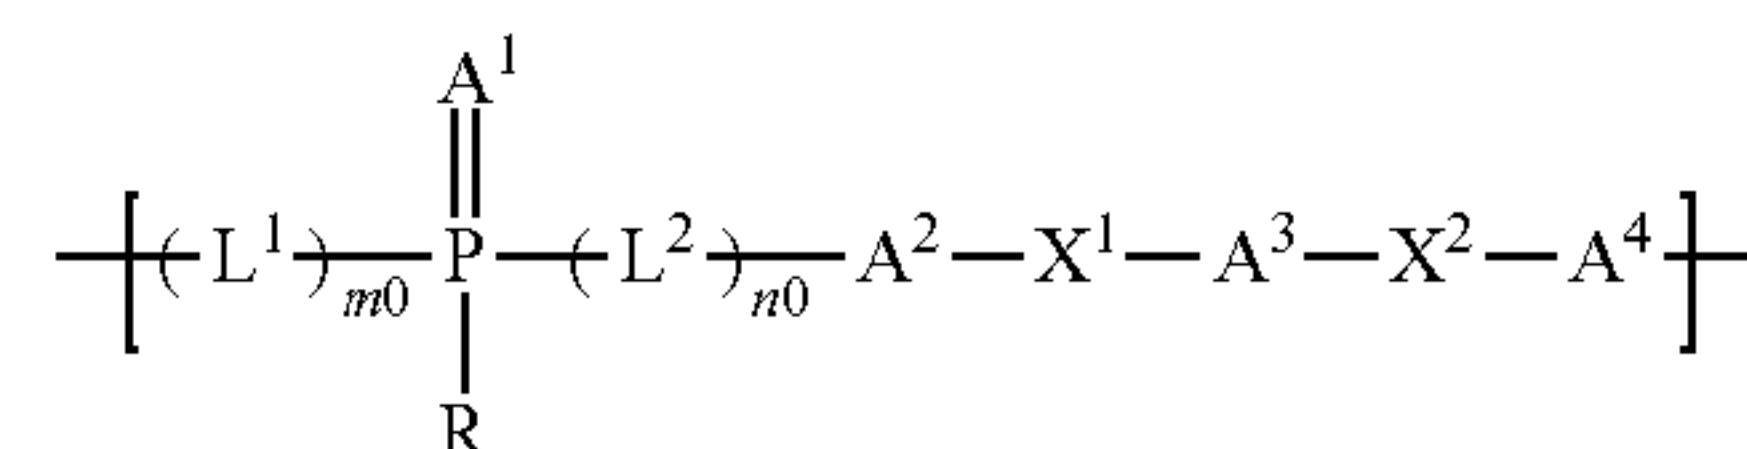 A¹
[( L¹ )m0 P ( L² )n0 A² — X¹ — A³ — X² — A⁴ ]
R